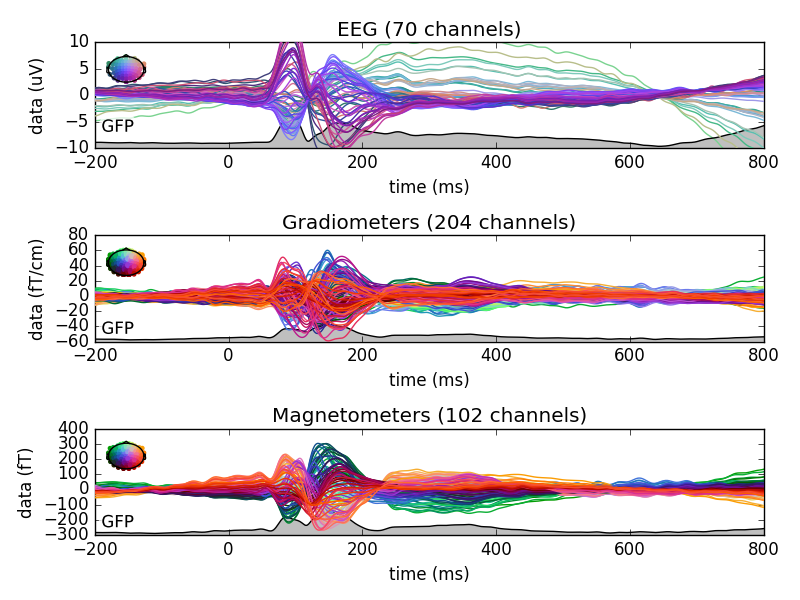 EEG (70 channels)
10
5
0
−5
−10
data (uV)
GFP
−200 0 200 400 600 800
time (ms)
Gradiometers (204 channels)
80
60
40
20
0
−20
−40
−60
data (fT/cm)
GFP
−200 0 200 400 600 800
time (ms)
Magnetometers (102 channels)
400
300
200
100
0
−100
−200
−300
data (fT)
GFP
−200 0 200 400 600 800
time (ms)